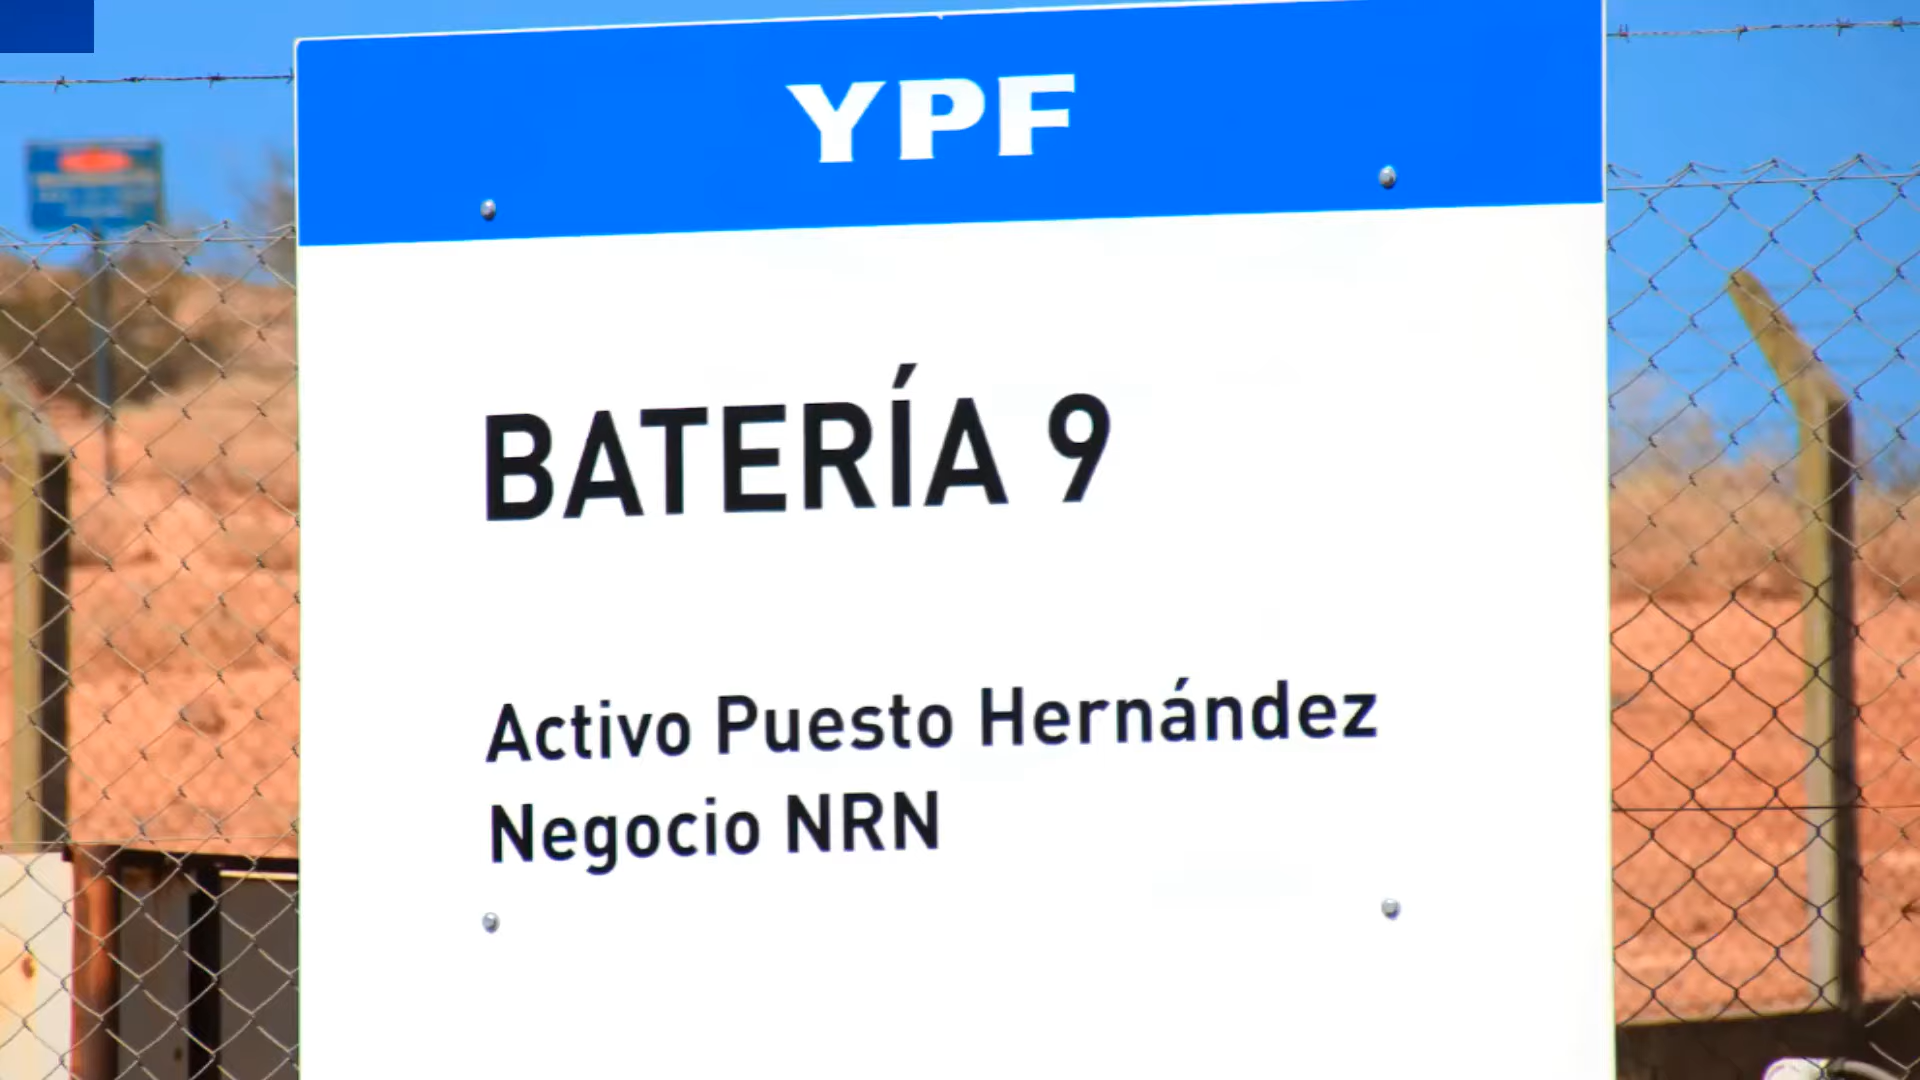 YPF
BATERÍA 9
Activo Puesto Hernández
Negocio NRN